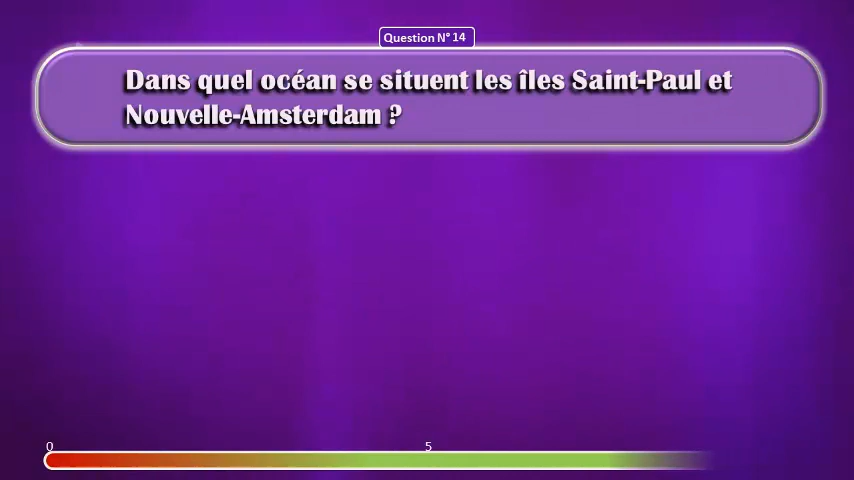 Question N° 14
Dans quel océan se situent les îles Saint-Paul et
Nouvelle-Amsterdam ?
0
5